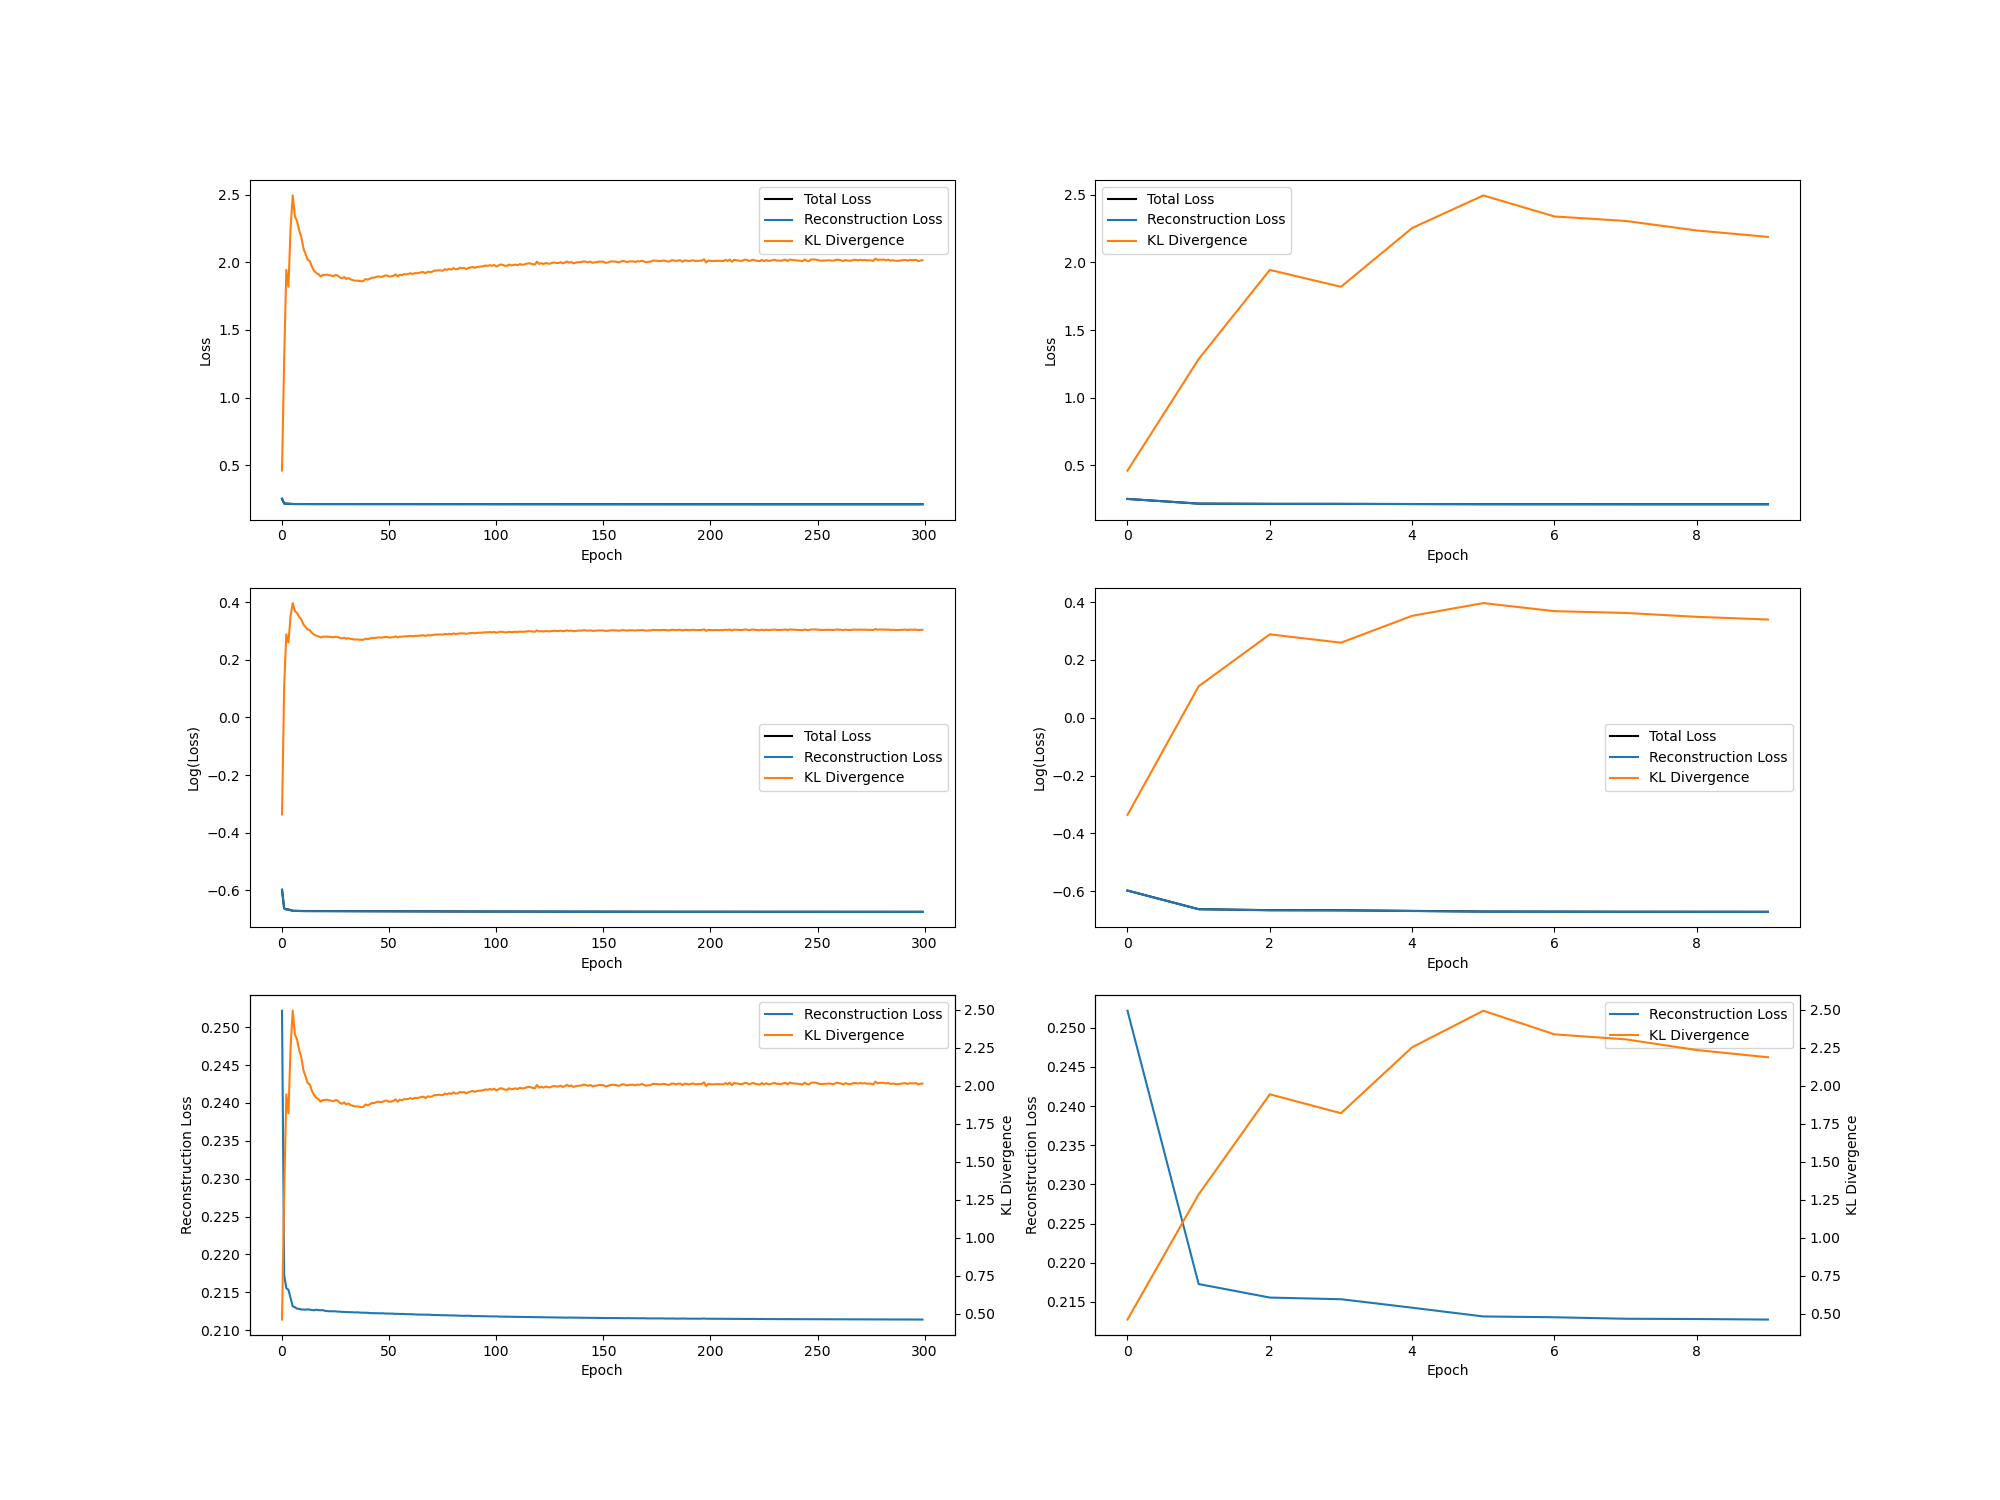 2.5
2.0
1.5
1.0
0.5
Loss
0 50 100 150 200 250 300
Epoch
Total Loss
Reconstruction Loss
KL Divergence
2.5
2.0
1.5
1.0
0.5
Loss
0 2 4 6 8
Epoch
Total Loss
Reconstruction Loss
KL Divergence
0.4
0.2
0.0
−0.2
−0.4
−0.6
Log(Loss)
0 50 100 150 200 250 300
Epoch
Total Loss
Reconstruction Loss
KL Divergence
0.4
0.2
0.0
−0.2
−0.4
−0.6
Log(Loss)
0 2 4 6 8
Epoch
Total Loss
Reconstruction Loss
KL Divergence
0.250
0.245
0.240
0.235
0.230
0.225
0.220
0.215
0.210
Reconstruction Loss
0 50 100 150 200 250 300
Epoch
Reconstruction Loss
KL Divergence
2.50
2.25
2.00
1.75
1.50
1.25
1.00
0.75
0.50
KL Divergence
0.250
0.245
0.240
0.235
0.230
0.225
0.220
0.215
Reconstruction Loss
0 2 4 6 8
Epoch
Reconstruction Loss
KL Divergence
2.50
2.25
2.00
1.75
1.50
1.25
1.00
0.75
0.50
KL Divergence